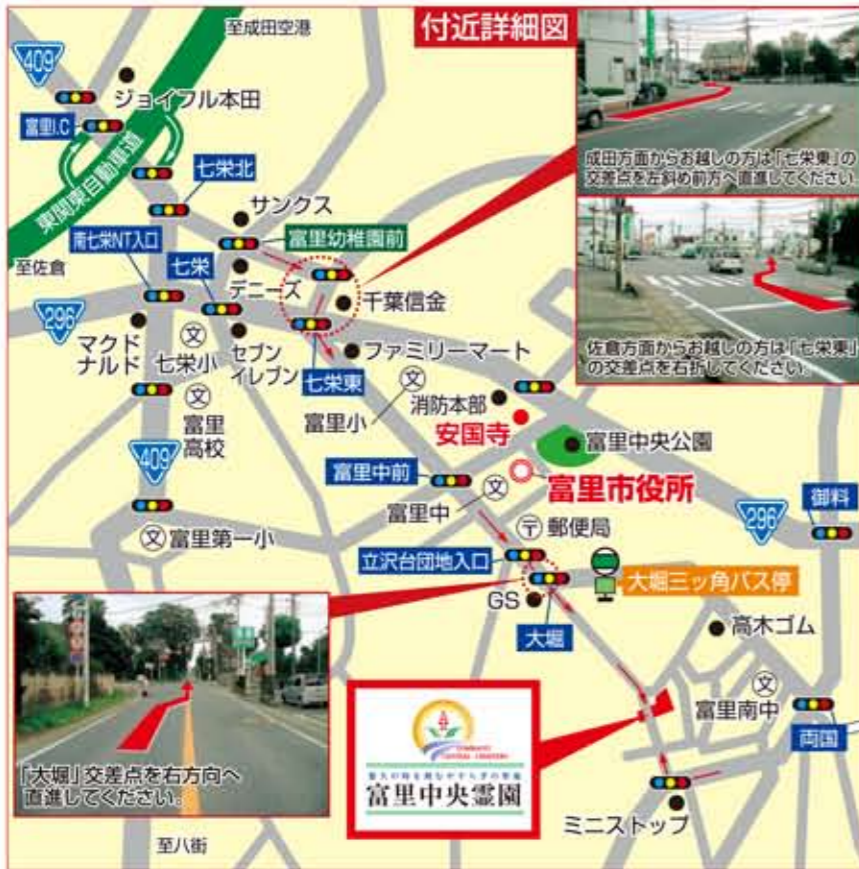 至成田空港
付近詳細図
409
ジョイフル本田
富里I.C
東関東自動車道
七栄北
サンクス
富里幼稚園前
成田方面からお越しの方は「七栄東」の
交差点を左斜め前方へ直進してください。
南七栄NT入口
七栄
至佐倉
デニーズ
千葉信金
296
マクド
ナルド
七栄小
文
セブン
イレブン
七栄東
ファミリーマート
佐倉方面からお越しの方は「七栄東」
の交差点を右折してください。
文
富里
高校
富里小
文
消防本部
安国寺
富里中央公園
409
富里中前
富里中
文
富里市役所
296
御料
文
富里第一小
〒郵便局
立沢台団地入口
大堀三ッ角バス停
GS
大堀
高木ゴム
文
富里南中
両国
「大堀」交差点を右方向へ
直進してください。
富里中央霊園
ミニストップ
至八街